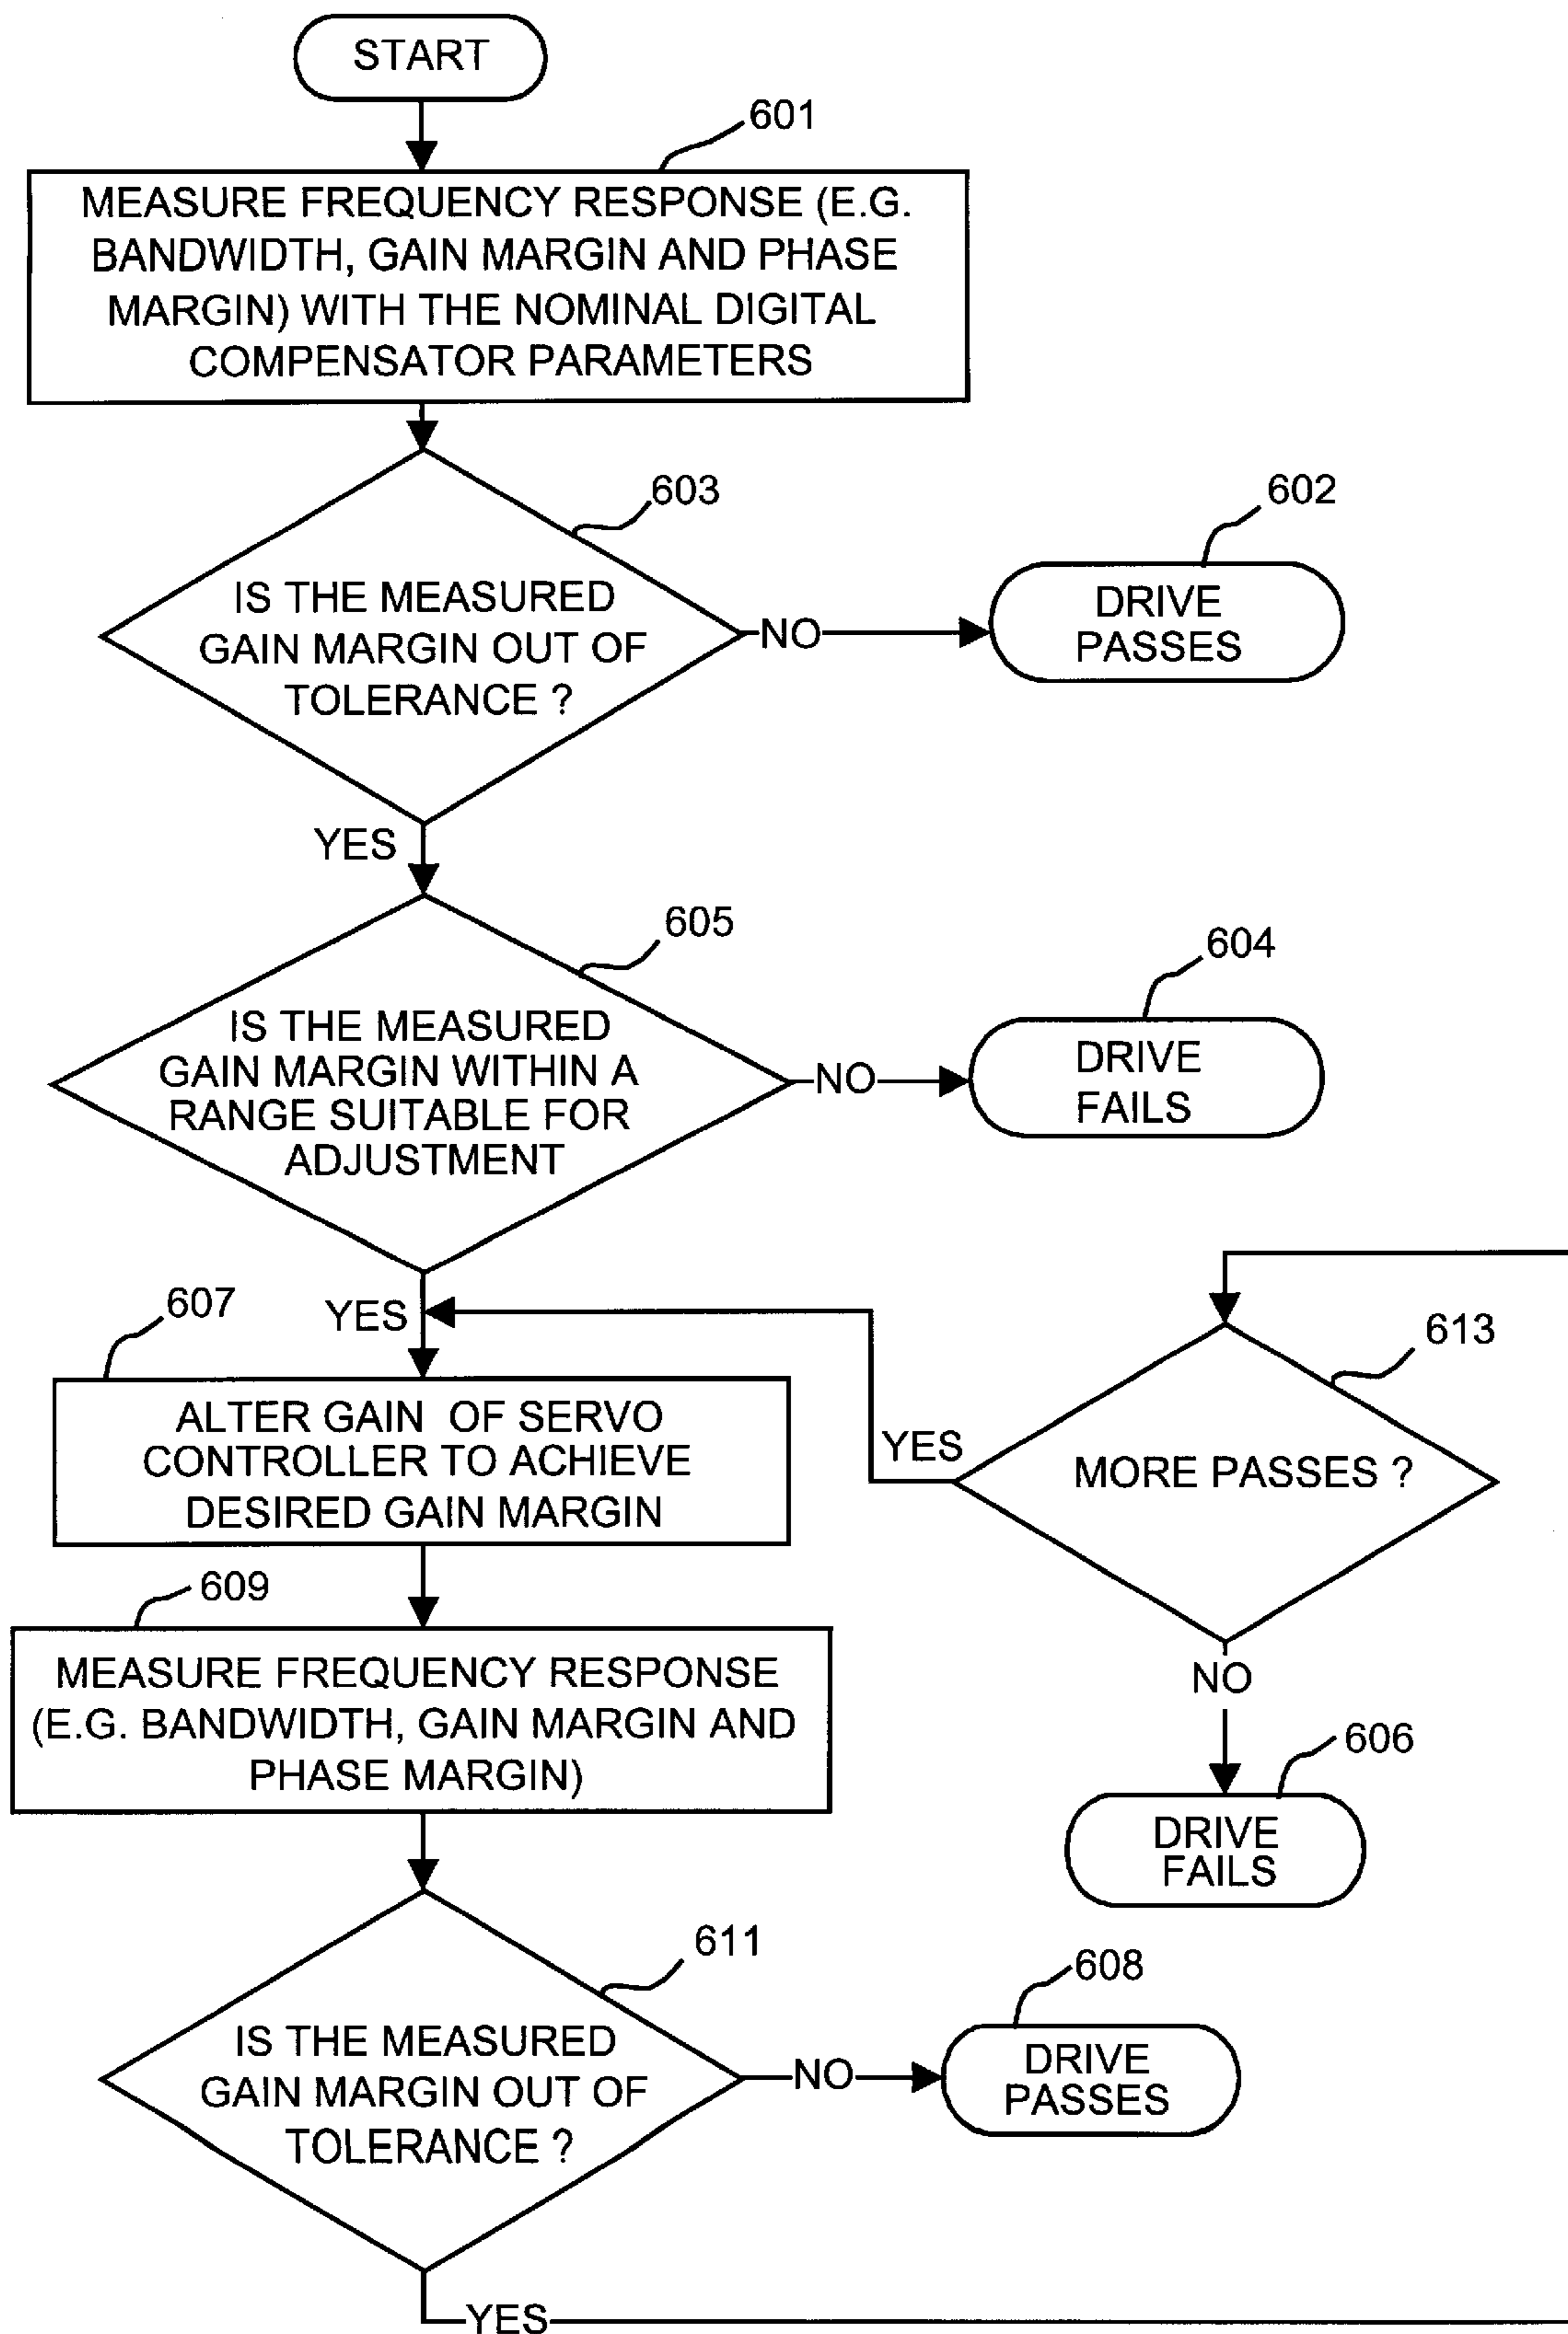 START
601
MEASURE FREQUENCY RESPONSE (E.G.
BANDWIDTH, GAIN MARGIN AND PHASE
MARGIN) WITH THE NOMINAL DIGITAL
COMPENSATOR PARAMETERS
603
IS THE MEASURED
GAIN MARGIN OUT OF
TOLERANCE ?
NO
602
DRIVE
PASSES
YES
605
IS THE MEASURED
GAIN MARGIN WITHIN A
RANGE SUITABLE FOR
ADJUSTMENT
NO
604
DRIVE
FAILS
YES
607
ALTER GAIN OF SERVO
CONTROLLER TO ACHIEVE
DESIRED GAIN MARGIN
613
MORE PASSES ?
YES
NO
606
DRIVE
FAILS
609
MEASURE FREQUENCY RESPONSE
(E.G. BANDWIDTH, GAIN MARGIN AND
PHASE MARGIN)
611
IS THE MEASURED
GAIN MARGIN OUT OF
TOLERANCE ?
NO
608
DRIVE
PASSES
YES